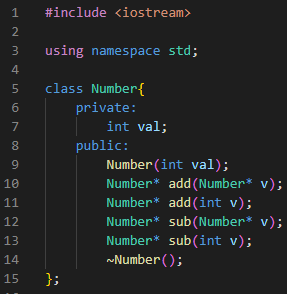 1 #include <iostream>
2
3 using namespace std;
4
5 class Number{
6     private:
7         int val;
8     public:
9         Number(int val);
10         Number* add(Number* v);
11         Number* add(int v);
12         Number* sub(Number* v);
13         Number* sub(int v);
14         ~Number();
15 };